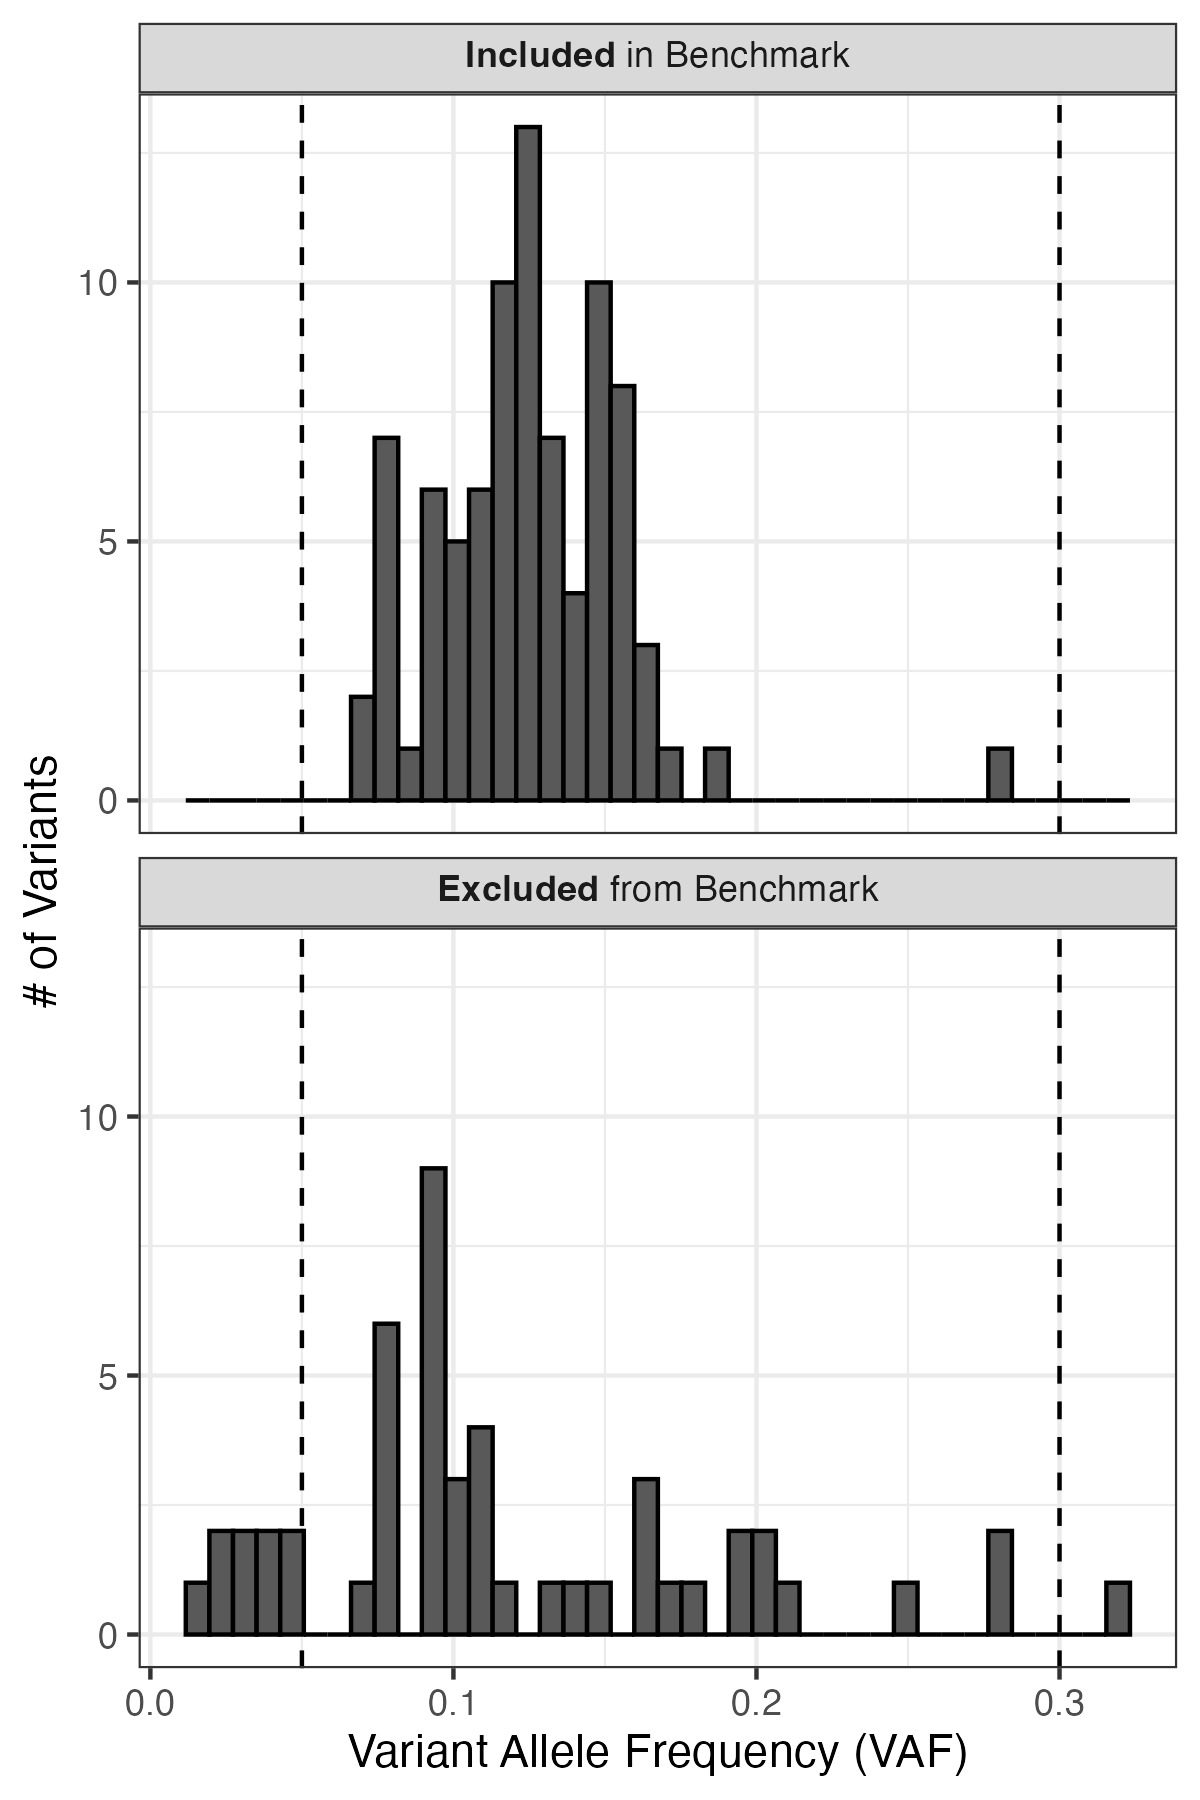 Included in Benchmark
10
5
0
# of Variants
Excluded from Benchmark
10
5
0
0.0 0.1 0.2 0.3
Variant Allele Frequency (VAF)